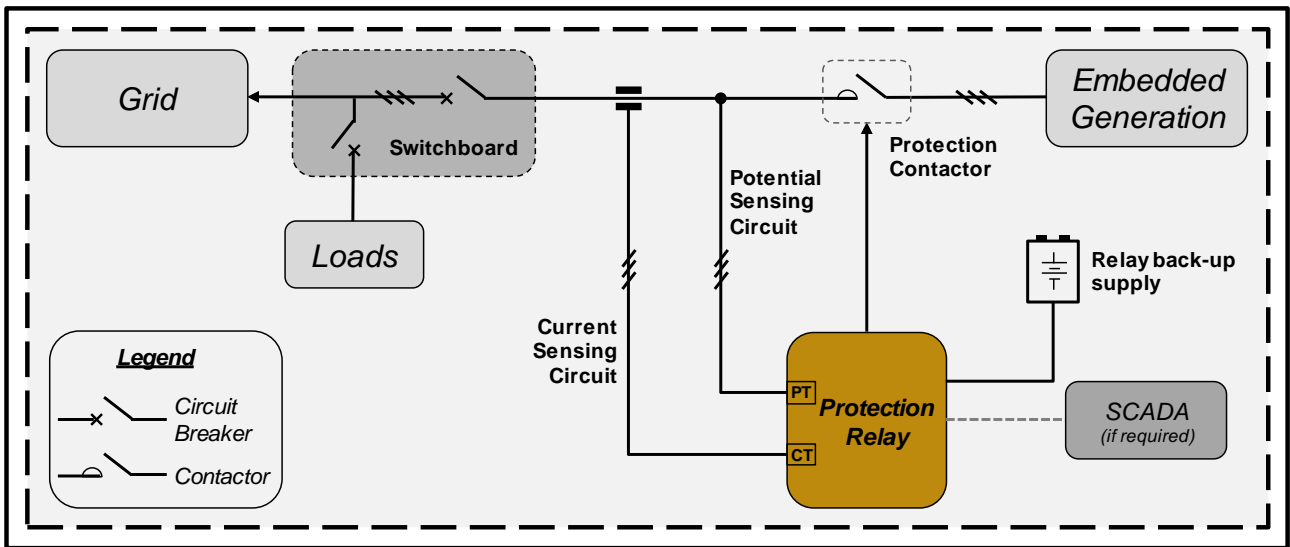 Grid
Switchboard
Loads
Embedded
Generation
Protection
Contactor
Potential
Sensing
Circuit
Relay back-up
supply
Current
Sensing
Circuit
PT
CT
Protection
Relay
SCADA
(if required)
Legend
Circuit
Breaker
Contactor